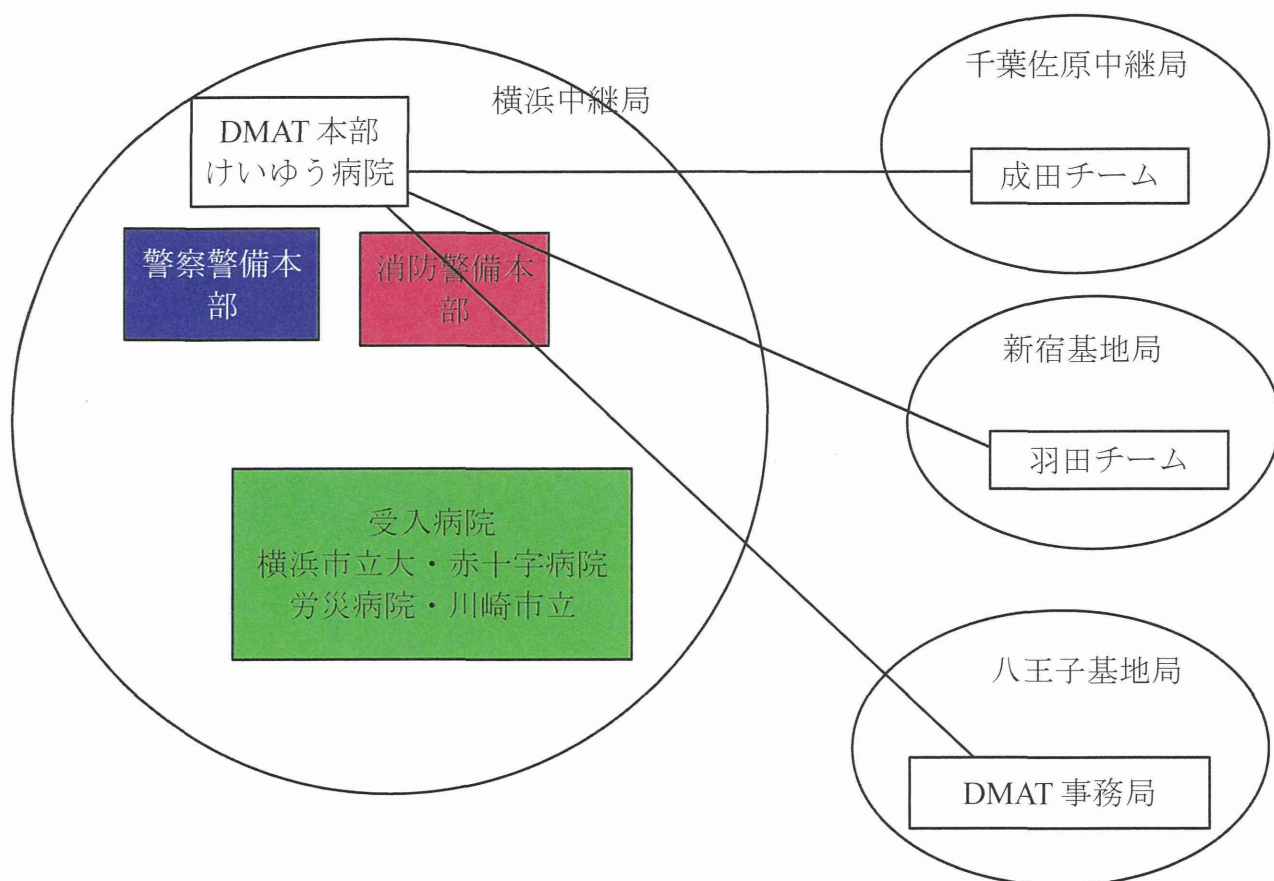 横浜中継局
DMAT 本部
けいゆう病院
警察警備本
部
消防警備本
部
受入病院
横浜市立大・赤十字病院
労災病院・川崎市立
千葉佐原中継局
成田チーム
新宿基地局
羽田チーム
八王子基地局
DMAT 事務局